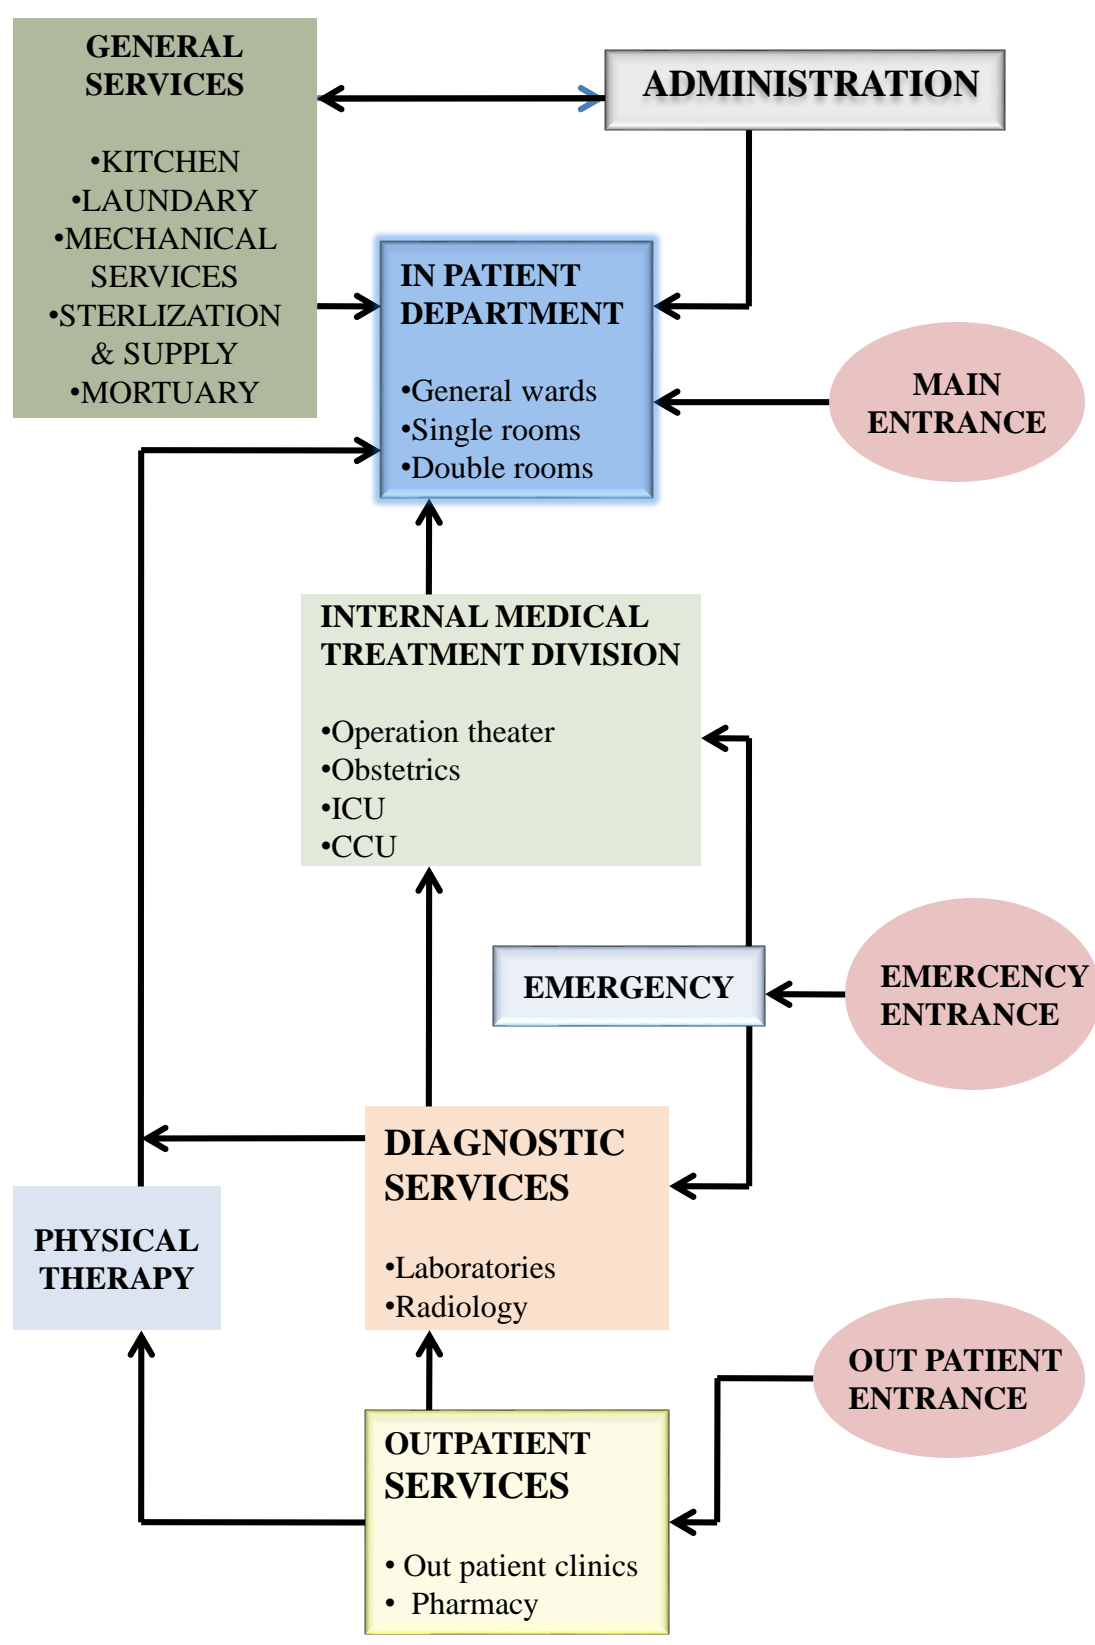 GENERAL
SERVICES
•KITCHEN
•LAUNDARY
•MECHANICAL
SERVICES
•STERLIZATION
& SUPPLY
•MORTUARY
ADMINISTRATION
IN PATIENT
DEPARTMENT
•General wards
•Single rooms
•Double rooms
MAIN
ENTRANCE
INTERNAL MEDICAL
TREATMENT DIVISION
•Operation theater
•Obstetrics
•ICU
•CCU
EMERGENCY
EMERCENCY
ENTRANCE
DIAGNOSTIC
SERVICES
•Laboratories
•Radiology
PHYSICAL
THERAPY
OUT PATIENT
ENTRANCE
OUTPATIENT
SERVICES
• Out patient clinics
• Pharmacy